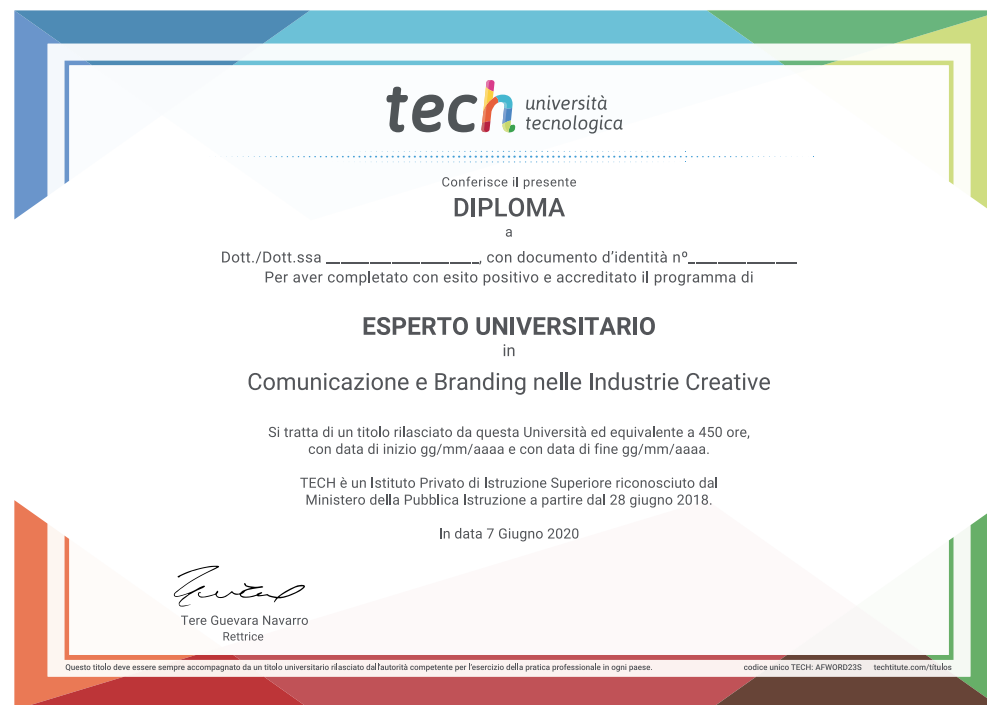 tech università
tecnologica
Conferisce il presente
DIPLOMA
a
Dott./Dott.ssa ___________________, con documento d'identità nº______________
Per aver completato con esito positivo e accreditato il programma di
ESPERTO UNIVERSITARIO
in
Comunicazione e Branding nelle Industrie Creative
Si tratta di un titolo rilasciato da questa Università ed equivalente a 450 ore,
con data di inizio gg/mm/aaaa e con data di fine gg/mm/aaaa.
TECH è un Istituto Privato di Istruzione Superiore riconosciuto dal
Ministero della Pubblica Istruzione a partire dal 28 giugno 2018.
In data 7 Giugno 2020
Tere Guevara Navarro
Rettrice
Questo titolo deve essere sempre accompagnato da un titolo universitario rilasciato dall'autorità competente per l'esercizio della pratica professionale in ogni paese. codice unico TECH: AFWORD23S techtitute.com/títulos